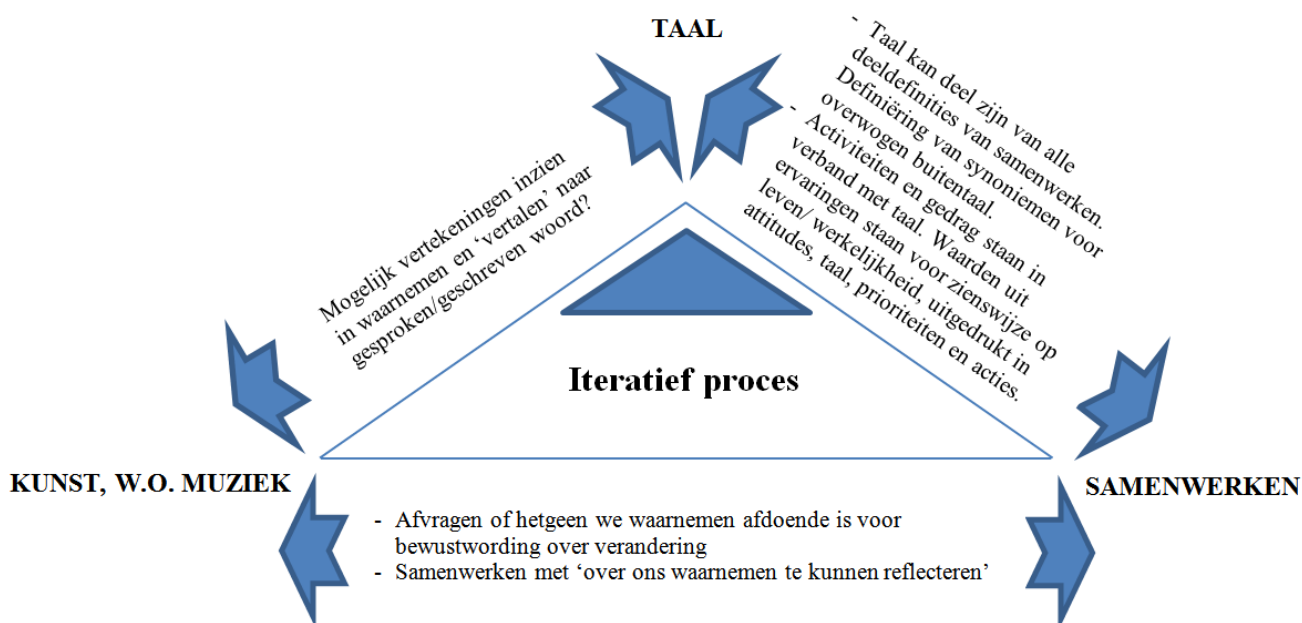 TAAL
- Taal kan deel zijn van alle
deeldefinities van samenwerken.
Definiëring van synoniemen voor
overwogen buitentaal.
- Activiteiten en gedrag staan in
verband met taal. Waarden uit
ervaringen staan voor zienswijze op
leven/ werkelijkheid, uitgedrukt in
attitudes, taal, prioriteiten en acties.
Mogelijk vertekeningen inzien
in waarnemen en ‘vertalen’ naar
gesproken/geschreven woord?
Iteratief proces
KUNST, W.O. MUZIEK
SAMENWERKEN
- Afvragen of hetgeen we waarnemen afdoende is voor
bewustwording over verandering
- Samenwerken met ‘over ons waarnemen te kunnen reflecteren’